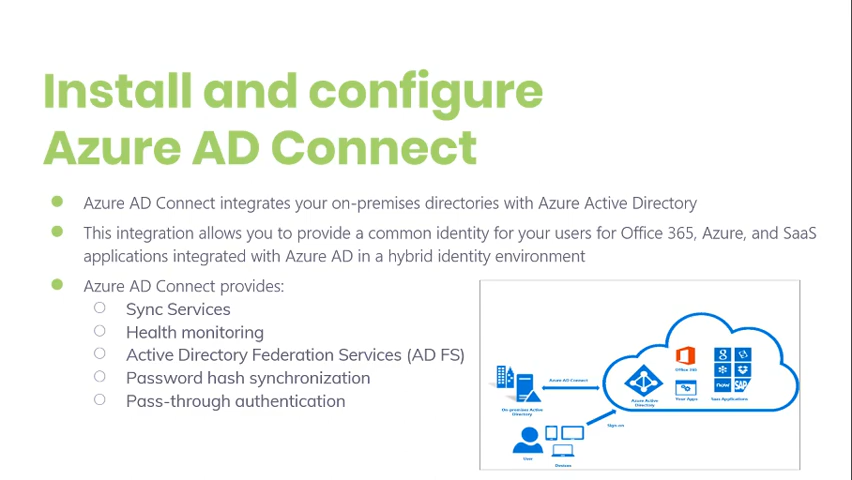 Install and configure
Azure AD Connect
Azure AD Connect integrates your on-premises directories with Azure Active Directory
This integration allows you to provide a common identity for your users for Office 365, Azure, and SaaS
applications integrated with Azure AD in a hybrid identity environment
Azure AD Connect provides:
Sync Services
Health monitoring
Active Directory Federation Services (AD FS)
Password hash synchronization
Pass-through authentication
Azure AD Connect
On-premises Active
Directory
Azure Active
Directory
Office 365
Your Apps
SaaS Applications
SAP
Sign-on
User
Devices